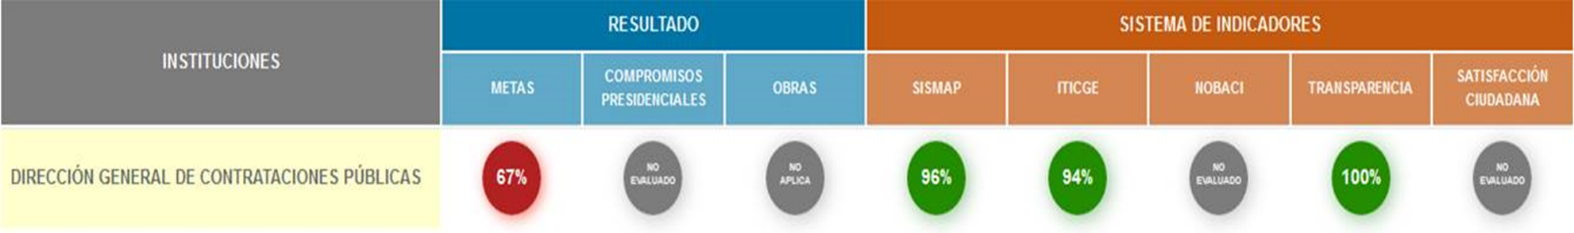 RESULTADO
SISTEMA DE INDICADORES
INSTITUCIONES
METAS
COMPROMISOS
PRESIDENCIALES
OBRAS
SISMAP
ITICGE
NOBACI
TRANSPARENCIA
SATISFACCIÓN
CIUDADANA
DIRECCIÓN GENERAL DE CONTRATACIONES PÚBLICAS
67%
NO
EVALUADO
NO
APLICA
96%
94%
NO
EVALUADO
100%
NO
EVALUADO